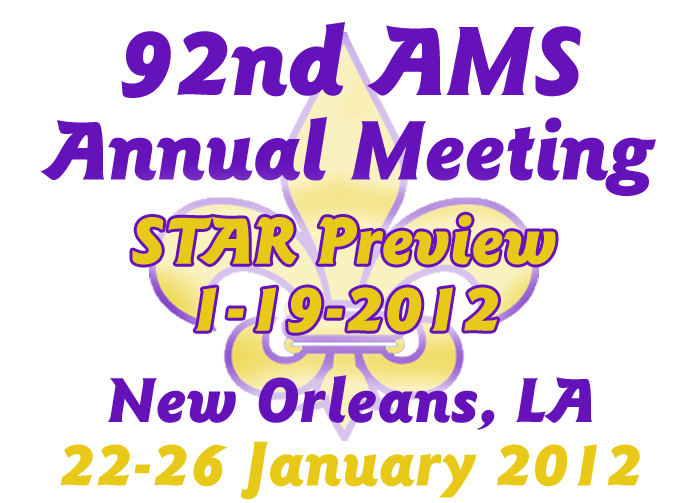 92nd AMS
Annual Meeting
STAR Preview
1-19-2012
New Orleans, LA
22-26 January 2012